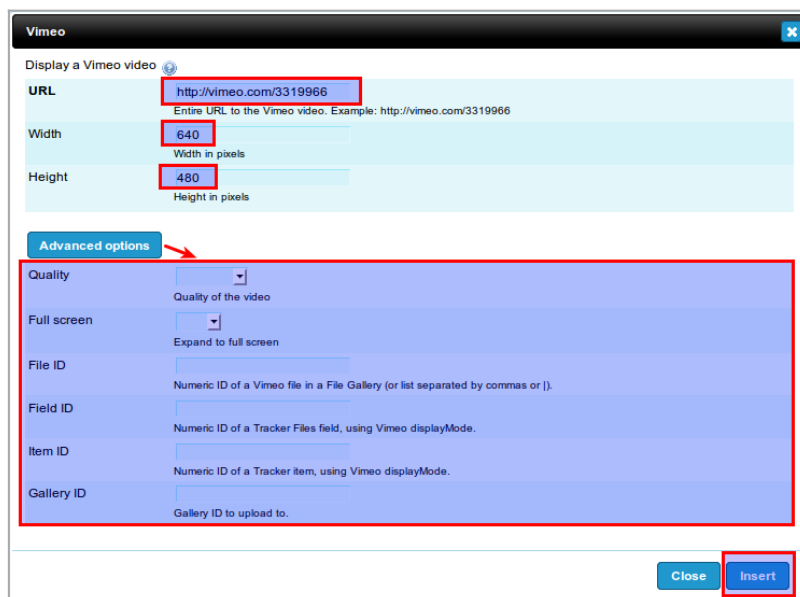 Vimeo
Display a Vimeo video
URL
http://vimeo.com/3319966
Entire URL to the Vimeo video. Example: http://vimeo.com/3319966
Width
640
Width in pixels
Height
480
Height in pixels
Advanced options
Quality
Quality of the video
Full screen
Expand to full screen
File ID
Numeric ID of a Vimeo file in a File Gallery (or list separated by commas or |).
Field ID
Numeric ID of a Tracker Files field, using Vimeo displayMode.
Item ID
Numeric ID of a Tracker item, using Vimeo displayMode.
Gallery ID
Gallery ID to upload to.
Close Insert